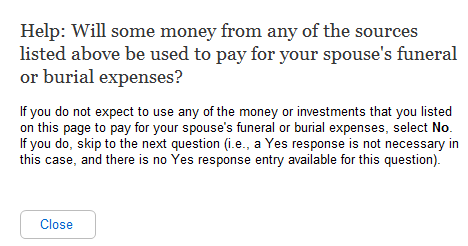 Help: Will some money from any of the sources
listed above be used to pay for your spouse's funeral
or burial expenses?
If you do not expect to use any of the money or investments that you listed
on this page to pay for your spouse's funeral or burial expenses, select No.
If you do, skip to the next question (i.e., a Yes response is not necessary in
this case, and there is no Yes response entry available for this question).
Close